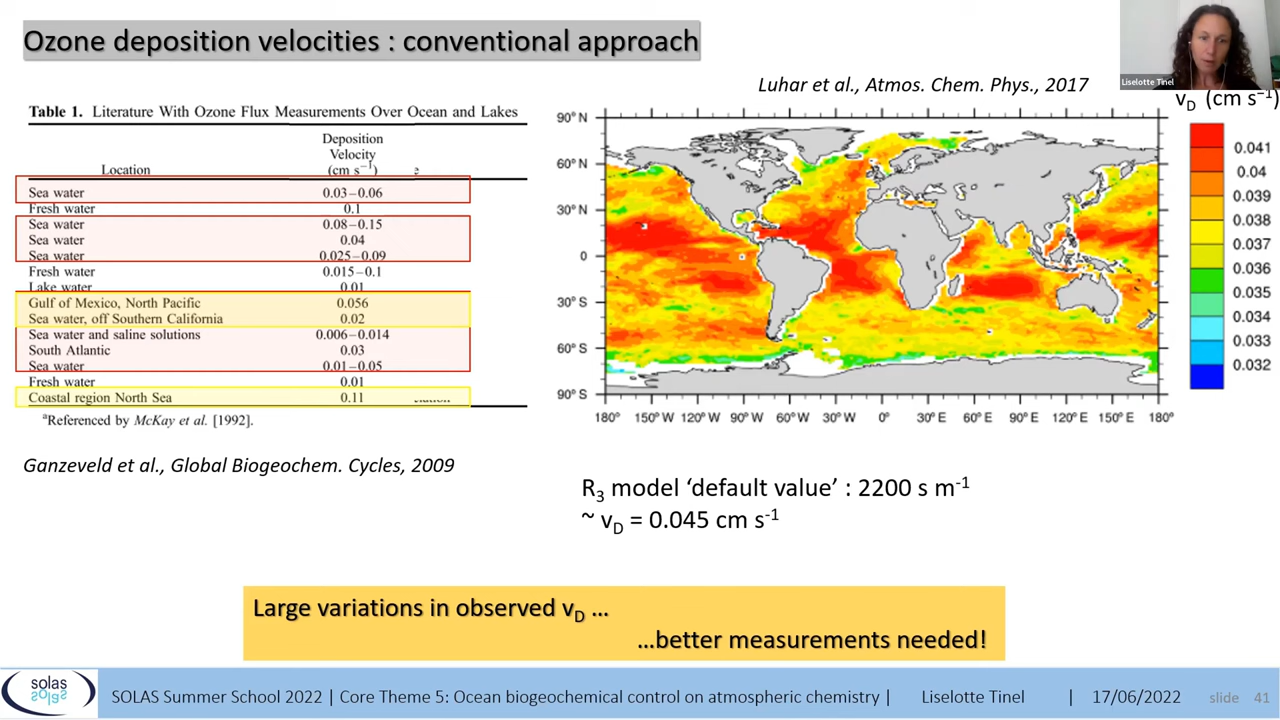 Ozone deposition velocities : conventional approach
Liselotte Tinel
Luhar et al., Atmos. Chem. Phys., 2017
Table 1. Literature With Ozone Flux Measurements Over Ocean and Lakes
Deposition
Velocity
Location (cm s⁻¹)
Sea water 0.03–0.06
Fresh water 0.1
Sea water 0.08–0.15
Sea water 0.04
Sea water 0.025–0.09
Fresh water 0.015–0.1
Lake water 0.01
Gulf of Mexico, North Pacific 0.056
Sea water, off Southern California 0.02
Sea water and saline solutions 0.006–0.014
South Atlantic 0.03
Sea water 0.01–0.05
Fresh water 0.01
Coastal region North Sea 0.11
ᵃReferenced by McKay et al. [1992].
Ganzeveld et al., Global Biogeochem. Cycles, 2009
vD (cm s⁻¹)
90° N
60° N
30° N
0
30° S
60° S
90° S
180° 150° W 120° W 90° W 60° W 30° W 0° 30° E 60° E 90° E 120° E 150° E 180°
0.041
0.04
0.039
0.038
0.037
0.036
0.035
0.034
0.033
0.032
R₃ model ‘default value’ : 2200 s m⁻¹
~ vD = 0.045 cm s⁻¹
Large variations in observed vD ...
...better measurements needed!
solas
solas
SOLAS Summer School 2022 | Core Theme 5: Ocean biogeochemical control on atmospheric chemistry | Liselotte Tinel | 17/06/2022 slide 41